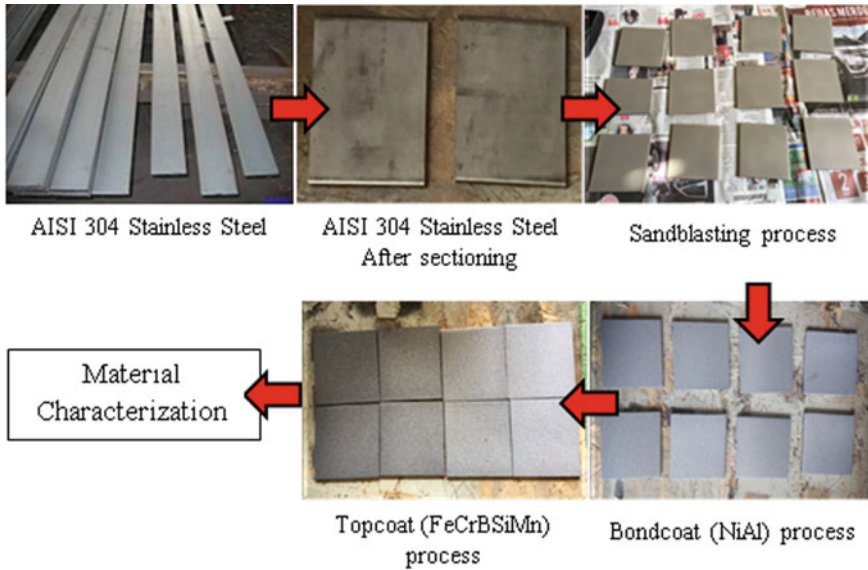 AISI 304 Stainless Steel
AISI 304 Stainless Steel
After sectioning
Sandblasting process
Material
Characterization
Topcoat (FeCrBSiMn)
process
Bondcoat (NiAl) process